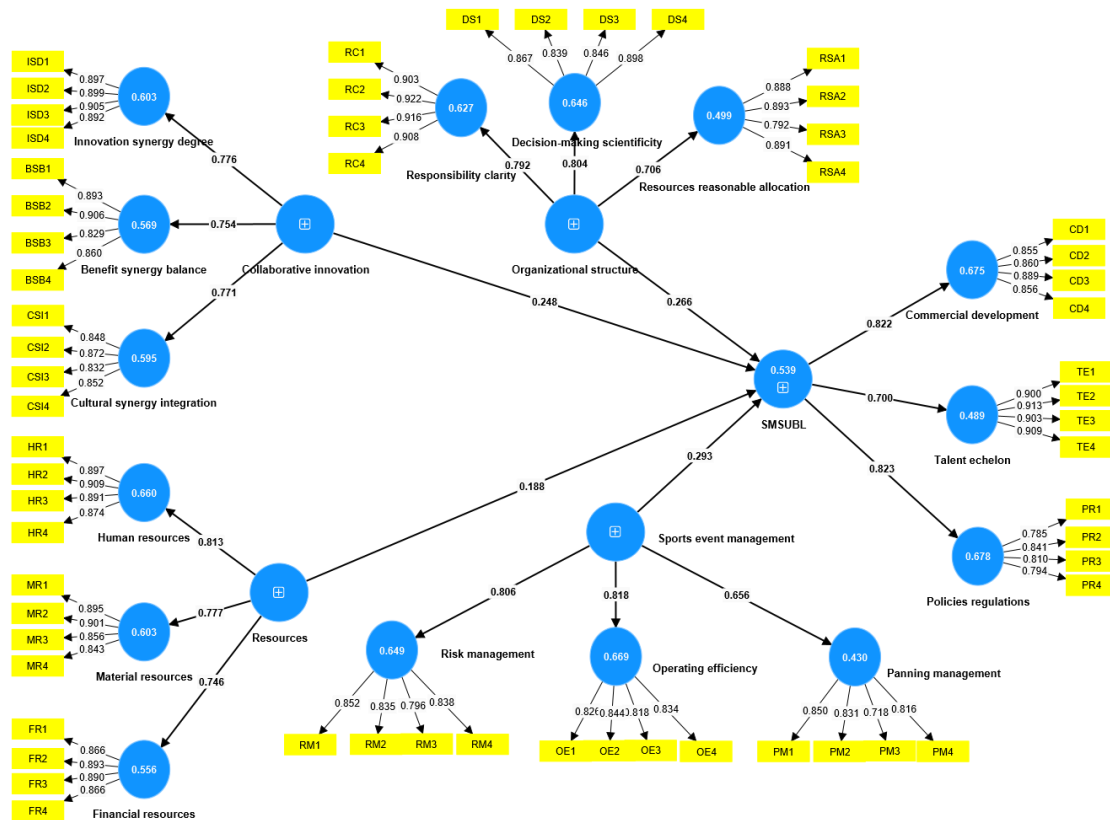 DS1
DS2
DS3
DS4
0.867
0.839
0.846
0.898
0.646
Decision-making scientificity
RC1
RC2
RC3
RC4
0.903
0.922
0.916
0.908
0.627
Responsibility clarity
RSA1
RSA2
RSA3
RSA4
0.888
0.893
0.792
0.891
0.499
Resources reasonable allocation
0.792
0.804
0.706
Organizational structure
0.266
ISD1
ISD2
ISD3
ISD4
0.897
0.899
0.905
0.892
0.603
Innovation synergy degree
0.776
BSB1
BSB2
BSB3
BSB4
0.893
0.906
0.829
0.860
0.569
Benefit synergy balance
0.754
Collaborative innovation
0.248
CSI1
CSI2
CSI3
CSI4
0.848
0.872
0.832
0.852
0.595
Cultural synergy integration
0.771
CD1
CD2
CD3
CD4
0.855
0.860
0.889
0.856
0.675
Commercial development
0.822
0.539
SMSUBL
TE1
TE2
TE3
TE4
0.900
0.913
0.903
0.909
0.489
Talent echelon
0.700
PR1
PR2
PR3
PR4
0.785
0.841
0.810
0.794
0.678
Policies regulations
0.823
HR1
HR2
HR3
HR4
0.897
0.909
0.891
0.874
0.660
Human resources
0.813
MR1
MR2
MR3
MR4
0.895
0.901
0.856
0.843
0.603
Material resources
0.777
Resources
0.188
FR1
FR2
FR3
FR4
0.866
0.893
0.890
0.866
0.556
Financial resources
0.746
0.293
Sports event management
0.806
0.818
0.656
0.649
Risk management
0.852
0.835
0.796
0.838
RM1
RM2
RM3
RM4
0.669
Operating efficiency
0.844
0.834
OE1
OE2
OE3
OE4
0.430
Panning management
0.850
0.831
0.718
0.816
PM1
PM2
PM3
PM4